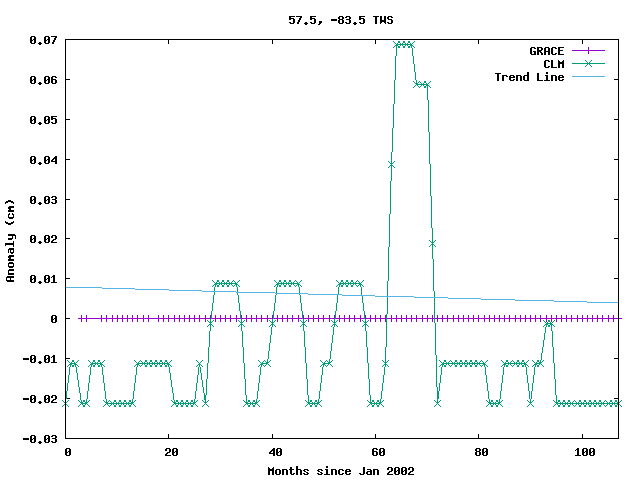 57.5, -83.5 TWS
GRACE
CLM
Trend Line
0.07
0.06
0.05
0.04
0.03
0.02
0.01
0
-0.01
-0.02
-0.03
Anomaly (cm)
0 20 40 60 80 100
Months since Jan 2002